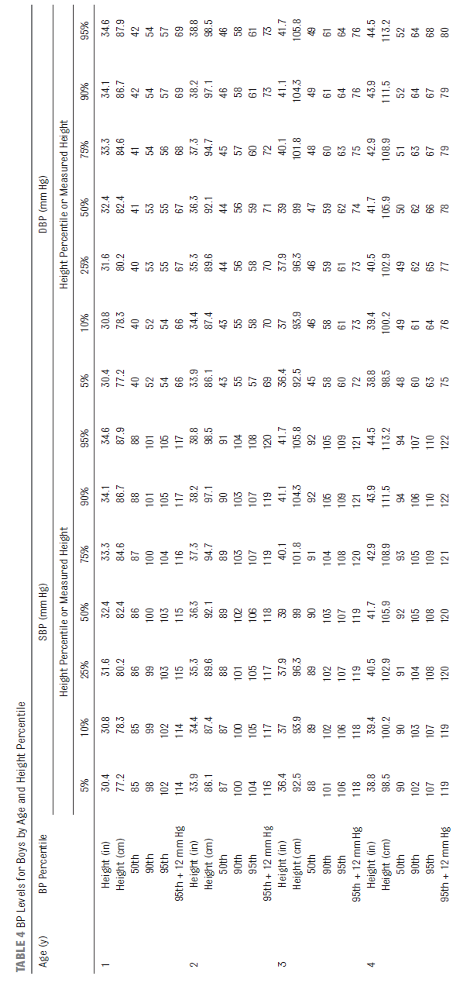 TABLE 4 BP Levels for Boys by Age and Height Percentile
Age (y) BP Percentile SBP (mm Hg) DBP (mm Hg)
Height Percentile or Measured Height Height Percentile or Measured Height
5% 10% 25% 50% 75% 90% 95% 5% 10% 25% 50% 75% 90% 95%
1 Height (in) 30.4 30.8 31.6 32.4 33.3 34.1 34.6 30.4 30.8 31.6 32.4 33.3 34.1 34.6
Height (cm) 77.2 78.3 80.2 82.4 84.6 86.7 87.9 77.2 78.3 80.2 82.4 84.6 86.7 87.9
50th 85 85 86 86 87 88 88 40 40 40 41 41 42 42
90th 98 99 99 100 100 101 101 52 52 53 53 54 54 54
95th 102 102 103 103 104 105 105 54 54 55 55 56 57 57
95th + 12 mm Hg 114 114 115 115 116 117 117 66 66 67 67 68 69 69
2 Height (in) 33.9 34.4 35.3 36.3 37.3 38.2 38.8 33.9 34.4 35.3 36.3 37.3 38.2 38.8
Height (cm) 86.1 87.4 89.6 92.1 94.7 97.1 98.5 86.1 87.4 89.6 92.1 94.7 97.1 98.5
50th 87 87 88 89 89 90 91 43 43 44 44 45 46 46
90th 100 100 101 102 103 103 104 55 55 56 56 57 58 58
95th 104 105 105 106 107 107 108 57 58 58 59 60 61 61
95th + 12 mm Hg 116 117 117 118 119 119 120 69 70 70 71 72 73 73
3 Height (in) 36.4 37 37.9 39 40.1 41.1 41.7 36.4 37 37.9 39 40.1 41.1 41.7
Height (cm) 92.5 93.9 96.3 99 101.8 104.3 105.8 92.5 93.9 96.3 99 101.8 104.3 105.8
50th 88 89 89 90 91 92 92 45 46 46 47 48 49 49
90th 101 102 102 103 104 105 105 58 58 59 59 60 61 61
95th 106 106 107 107 108 109 109 60 61 61 62 63 64 64
95th + 12 mm Hg 118 118 119 119 120 121 121 72 73 73 74 75 76 76
4 Height (in) 38.8 39.4 40.5 41.7 42.9 43.9 44.5 38.8 39.4 40.5 41.7 42.9 43.9 44.5
Height (cm) 98.5 100.2 102.9 105.9 108.9 111.5 113.2 98.5 100.2 102.9 105.9 108.9 111.5 113.2
50th 90 90 91 92 93 94 94 48 49 49 50 51 52 52
90th 102 103 104 105 105 106 107 60 61 62 62 63 64 64
95th 107 107 108 108 109 110 110 63 64 65 66 67 67 68
95th + 12 mm Hg 119 119 120 120 121 122 122 75 76 77 78 79 79 80